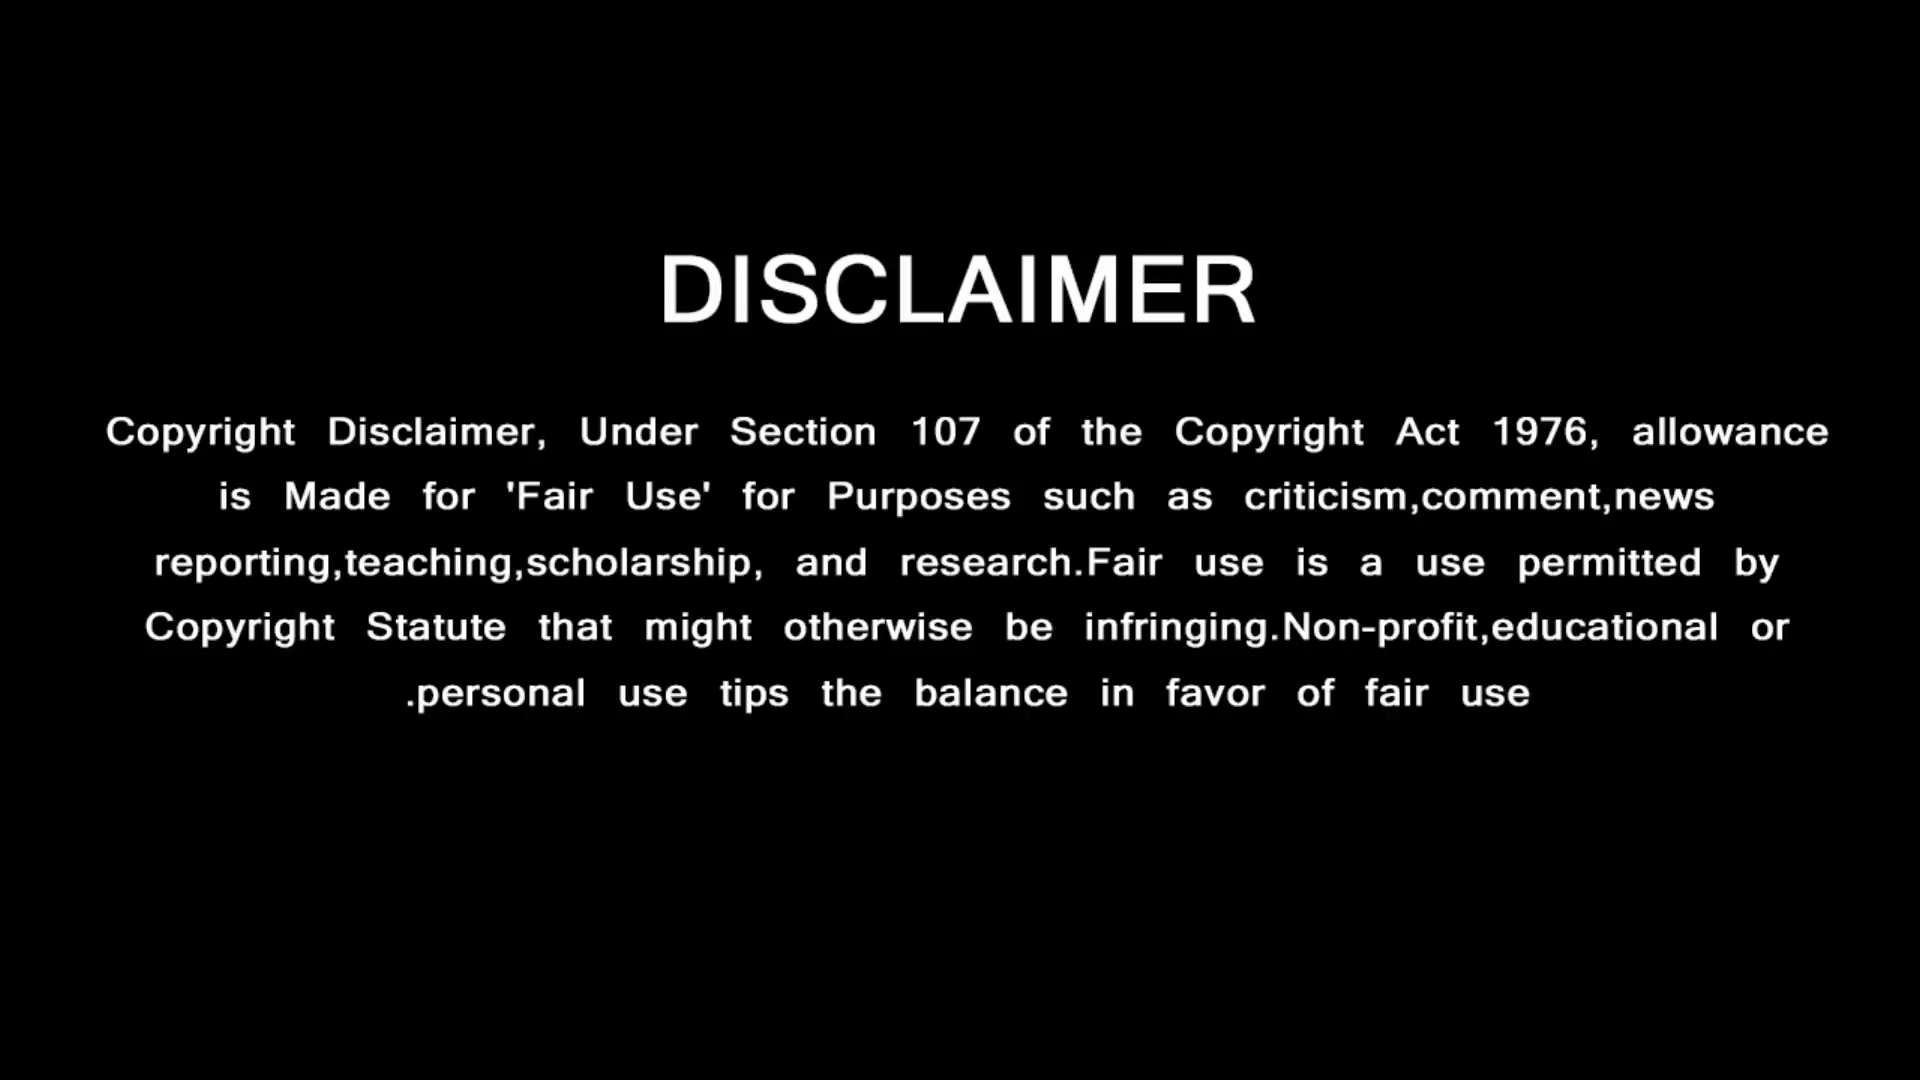 DISCLAIMER
Copyright Disclaimer, Under Section 107 of the Copyright Act 1976, allowance
is Made for 'Fair Use' for Purposes such as criticism,comment,news
reporting,teaching,scholarship, and research.Fair use is a use permitted by
Copyright Statute that might otherwise be infringing.Non-profit,educational or
.personal use tips the balance in favor of fair use